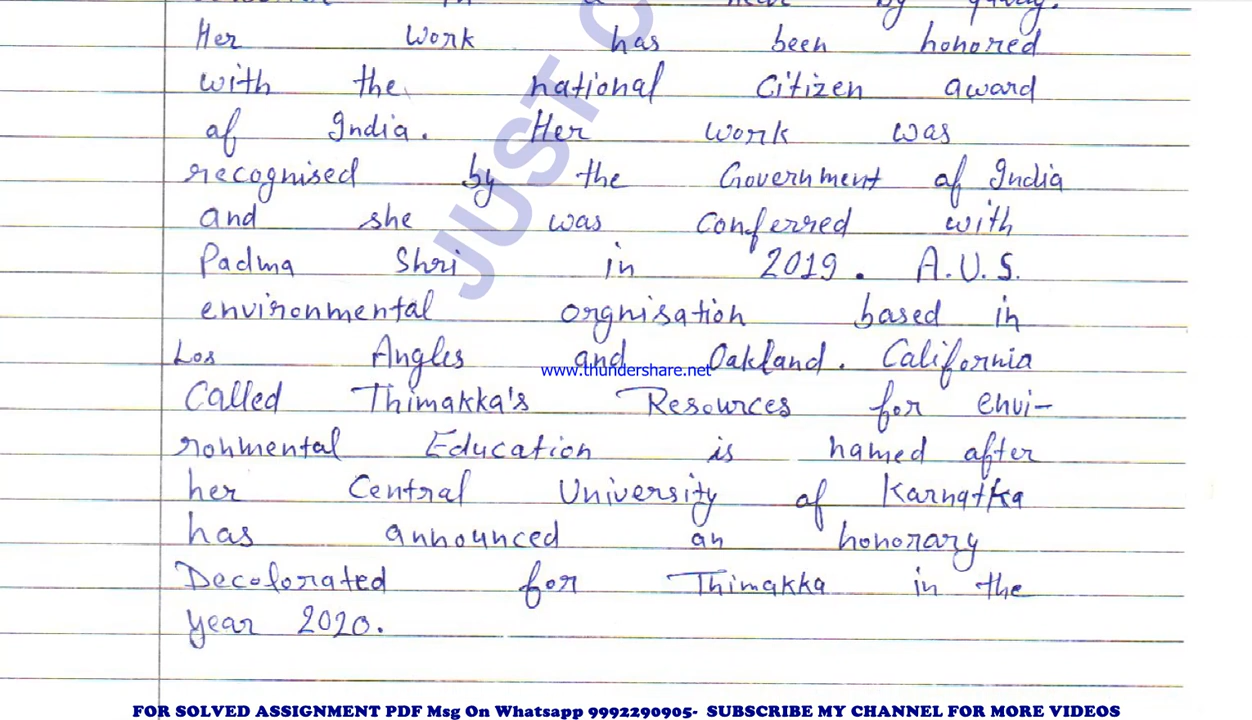 by
Her work has been honored
with the national citizen award
of India. Her work was
recognised by the Government of India
and she was conferred with
Padma Shri in 2019. A.U.S.
environmental orgnisation based in
Los Angles and Oakland. California
www.thundershare.net
Called Thimakka's Resources for envi-
ronmental Education is named after
her Central University of Karnatka
has announced an honorary
Decoforated for Thimakka in the
year 2020.
JUST C
FOR SOLVED ASSIGNMENT PDF Msg On Whatsapp 9992290905- SUBSCRIBE MY CHANNEL FOR MORE VIDEOS